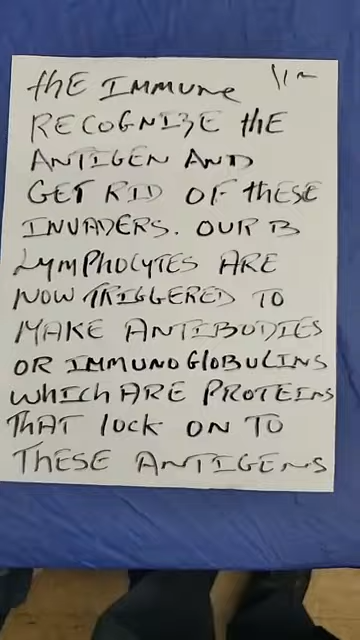 thE IMMUNE
RECOGNIZE thE
ANTIGEN AND
GET RID OF thESE
INVADERS. OUR B
LYMPHOCYTES ARE
NOW TRIGGERED TO
MAKE ANTIBODIES
OR IMMUNOGLOBULINS
WHICH ARE PROTEINS
THAT lOCK ON TO
THESE ANTIGENS